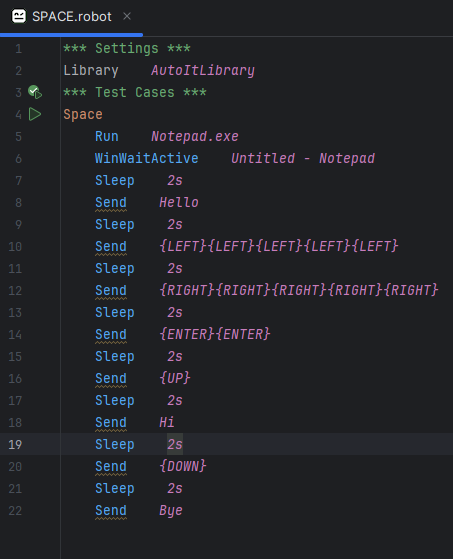 SPACE.robot
1 *** Settings ***
2 Library    AutoItLibrary
3 *** Test Cases ***
4 Space
5     Run    Notepad.exe
6     WinWaitActive    Untitled - Notepad
7     Sleep    2s
8     Send    Hello
9     Sleep    2s
10     Send    {LEFT}{LEFT}{LEFT}{LEFT}{LEFT}
11     Sleep    2s
12     Send    {RIGHT}{RIGHT}{RIGHT}{RIGHT}{RIGHT}
13     Sleep    2s
14     Send    {ENTER}{ENTER}
15     Sleep    2s
16     Send    {UP}
17     Sleep    2s
18     Send    Hi
19     Sleep    2s
20     Send    {DOWN}
21     Sleep    2s
22     Send    Bye